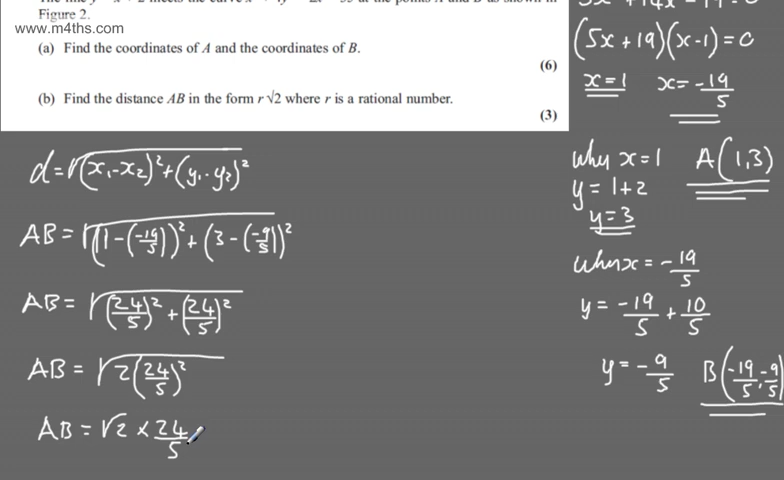 Figure 2.
www.m4ths.com
(a) Find the coordinates of A and the coordinates of B.
(6)
(b) Find the distance AB in the form r √2 where r is a rational number.
(3)
d=√(x₁-x₂)²+(y₁-y₂)²
AB = √(1-(-19/5))²+(3-(-9/5))²
AB = √(24/5)²+(24/5)²
AB = √2(24/5)²
AB = √2 × 24/5
(5x+19)(x-1)=0
x=1 x=-19/5
When x=1 A(1,3)
y=1+2
y=3
When x=-19/5
y=-19/5+10/5
y=-9/5 B(-19/5,-9/5)